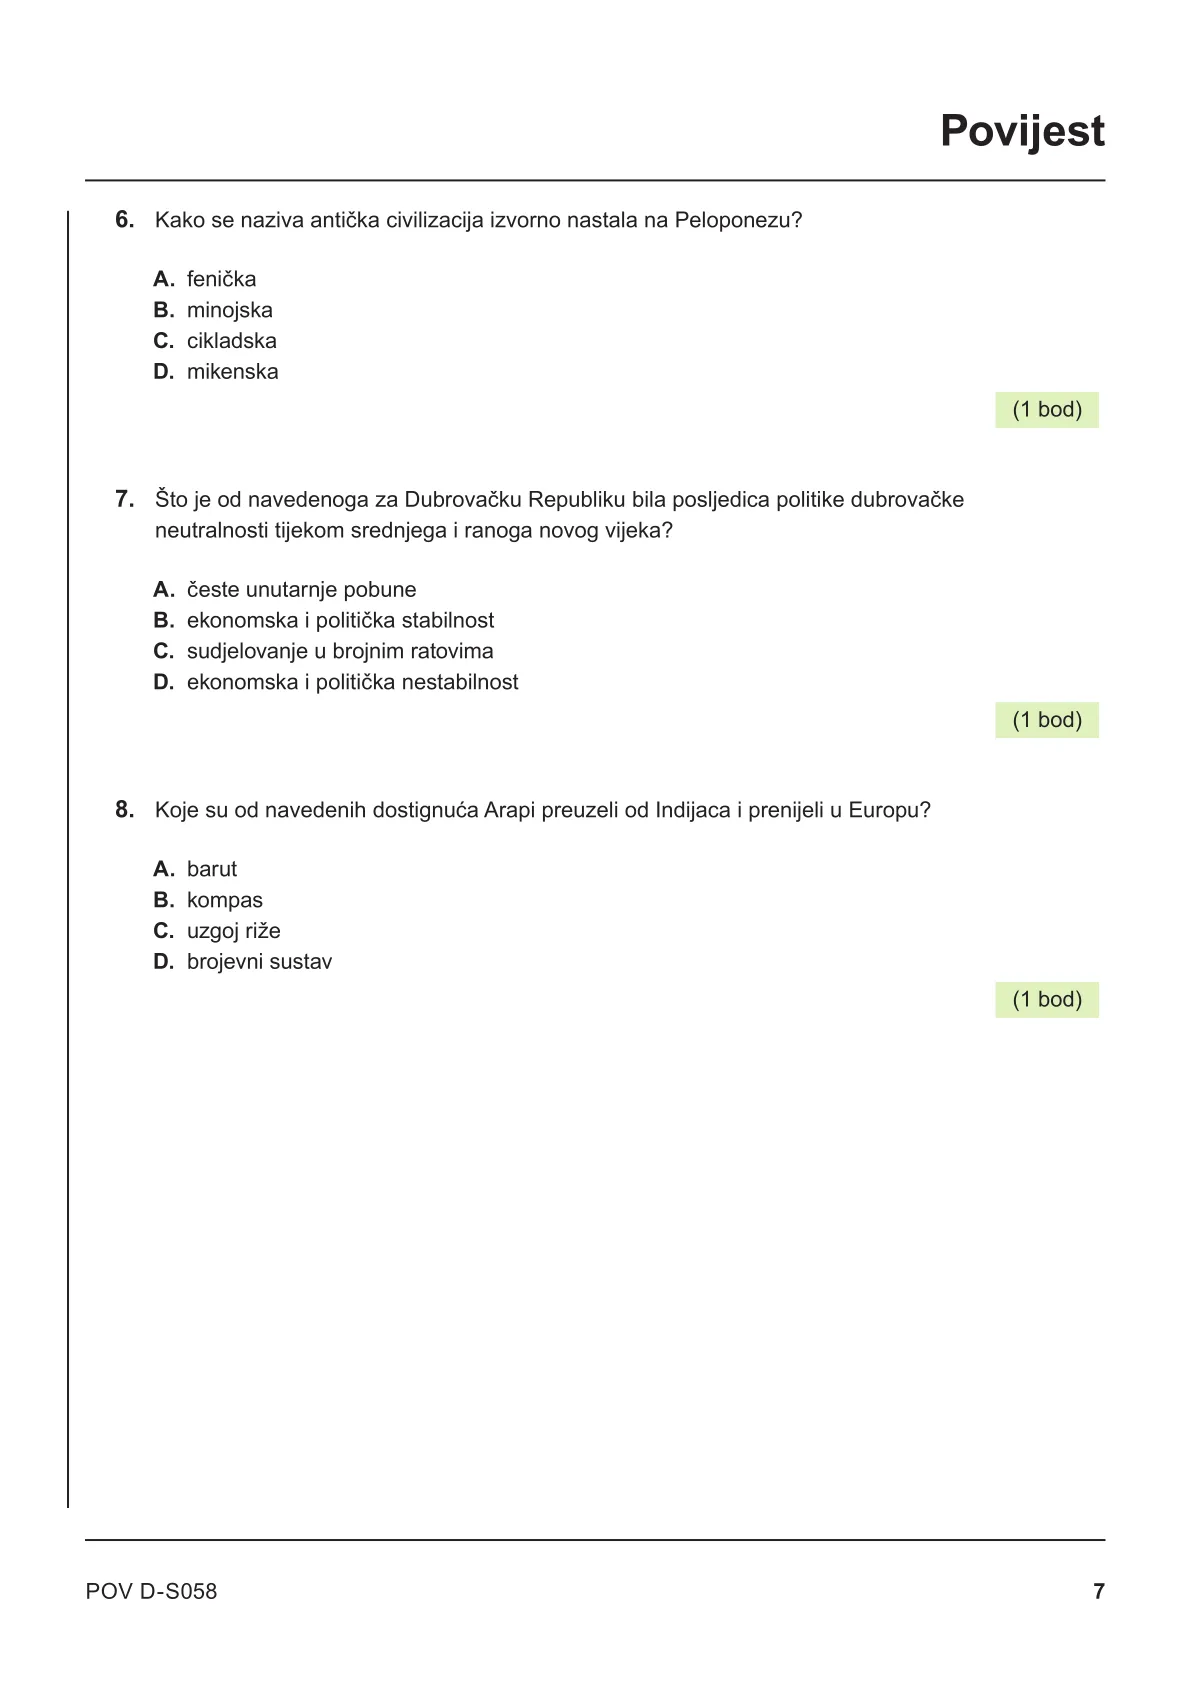 Povijest
6. Kako se naziva antička civilizacija izvorno nastala na Peloponezu?
A. fenička
B. minojska
C. cikladska
D. mikenska
(1 bod)
7. Što je od navedenoga za Dubrovačku Republiku bila posljedica politike dubrovačke
neutralnosti tijekom srednjega i ranoga novog vijeka?
A. česte unutarnje pobune
B. ekonomska i politička stabilnost
C. sudjelovanje u brojnim ratovima
D. ekonomska i politička nestabilnost
(1 bod)
8. Koje su od navedenih dostignuća Arapi preuzeli od Indijaca i prenijeli u Europu?
A. barut
B. kompas
C. uzgoj riže
D. brojevni sustav
(1 bod)
POV D-S058
7